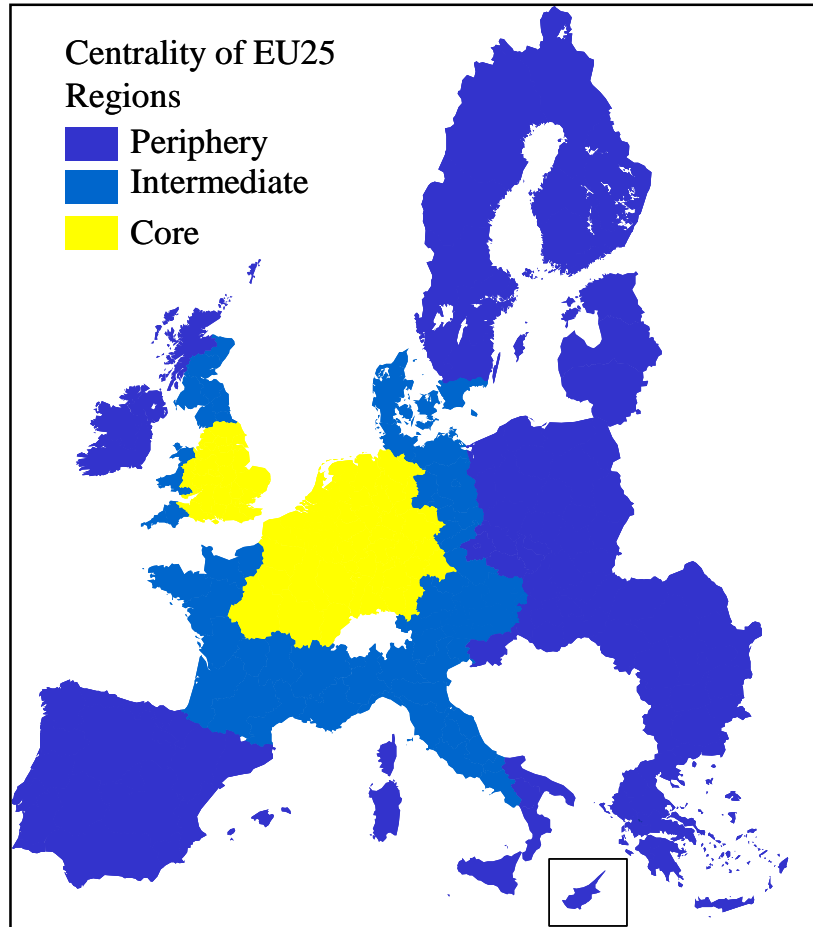 Centrality of EU25
Regions
Periphery
Intermediate
Core